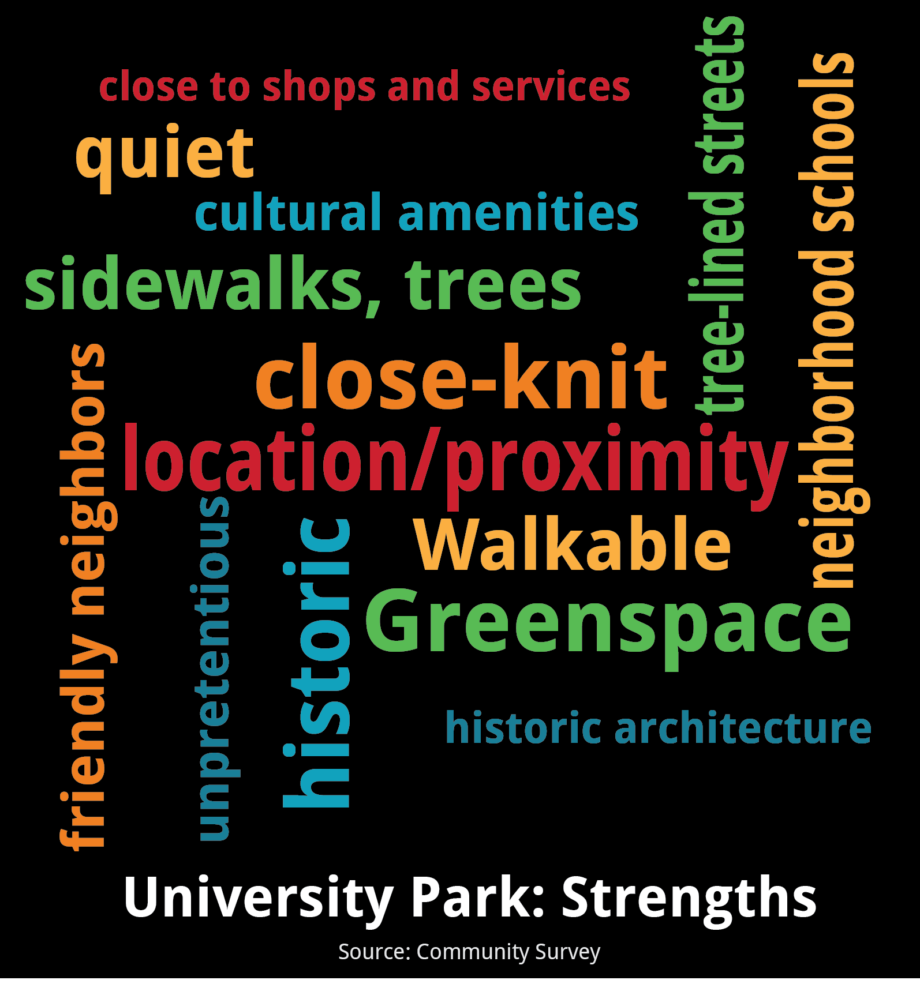 close to shops and services
quiet
cultural amenities
sidewalks, trees
tree-lined streets
neighborhood schools
close-knit
location/proximity
friendly neighbors
unpretentious
historic
Walkable
Greenspace
historic architecture
University Park: Strengths
Source: Community Survey